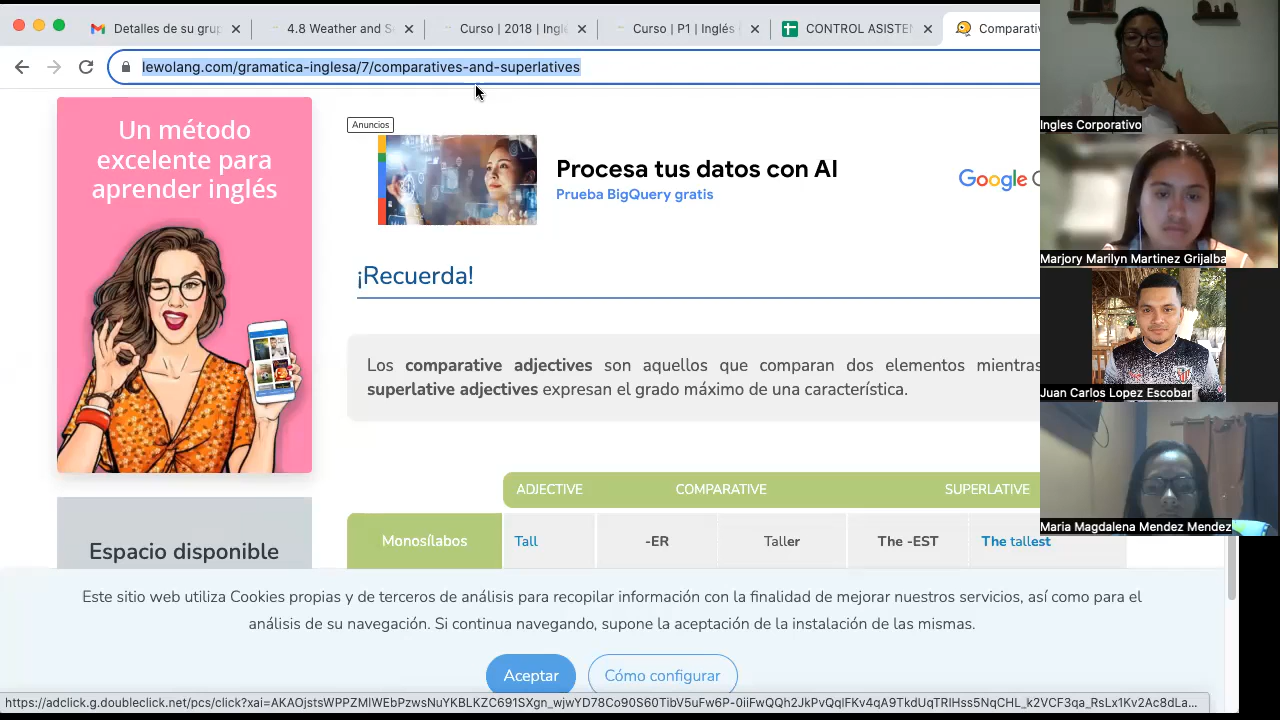 Detalles de su grup
4.8 Weather and Se
Curso | 2018 | Ingle
Curso | P1 | Inglés
CONTROL ASISTEN
Comparativ
lewolang.com/gramatica-inglesa/7/comparatives-and-superlatives
Un método
excelente para
aprender inglés
Anuncios
Procesa tus datos con AI
Prueba BigQuery gratis
Google
¡Recuerda!
Los comparative adjectives son aquellos que comparan dos elementos mientras
superlative adjectives expresan el grado máximo de una característica.
ADJECTIVE COMPARATIVE SUPERLATIVE
Monosílabos Tall -ER Taller The -EST The tallest
Espacio disponible
Este sitio web utiliza Cookies propias y de terceros de análisis para recopilar información con la finalidad de mejorar nuestros servicios, así como para el
análisis de su navegación. Si continua navegando, supone la aceptación de la instalación de las mismas.
Aceptar Cómo configurar
Ingles Corporativo
Marjory Marilyn Martinez Grijalba
Juan Carlos Lopez Escobar
Maria Magdalena Mendez Mendez